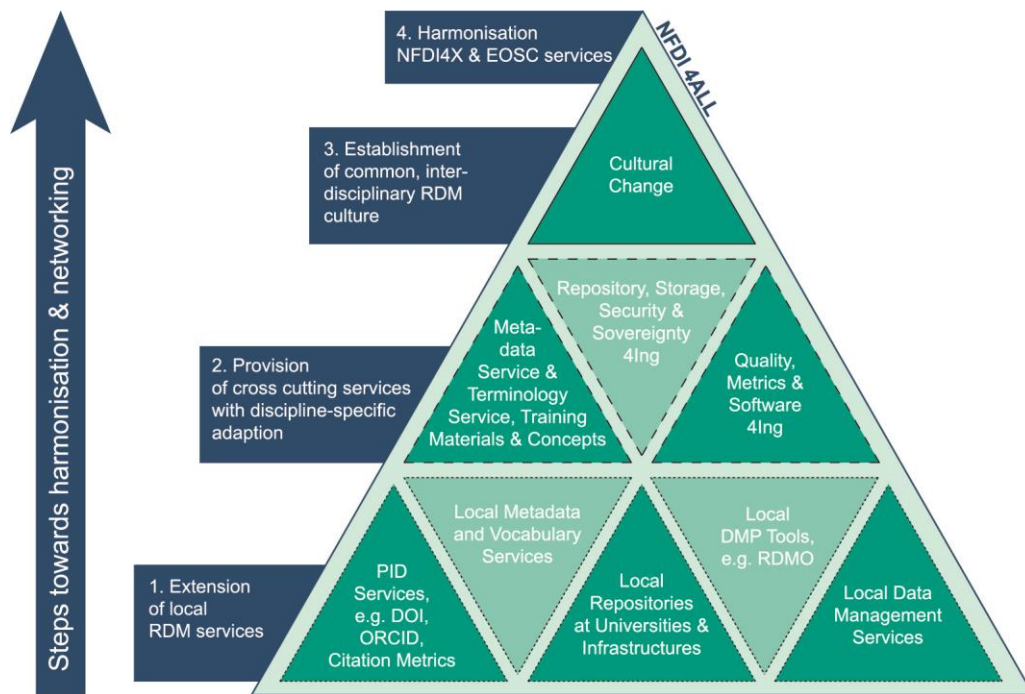 Steps towards harmonisation & networking
4. Harmonisation
NFDI4X & EOSC services
NFDI 4ALL
3. Establishment
of common, inter-
disciplinary RDM
culture
Cultural
Change
2. Provision
of cross cutting services
with discipline-specific
adaption
Meta-
data
Service &
Terminology
Service, Training
Materials & Concepts
Repository, Storage,
Security &
Sovereignty
4Ing
Quality,
Metrics &
Software
4Ing
1. Extension
of local
RDM services
PID
Services,
e.g. DOI,
ORCID,
Citation Metrics
Local Metadata
and Vocabulary
Services
Local
Repositories
at Universities &
Infrastructures
Local
DMP Tools,
e.g. RDMO
Local Data
Management
Services